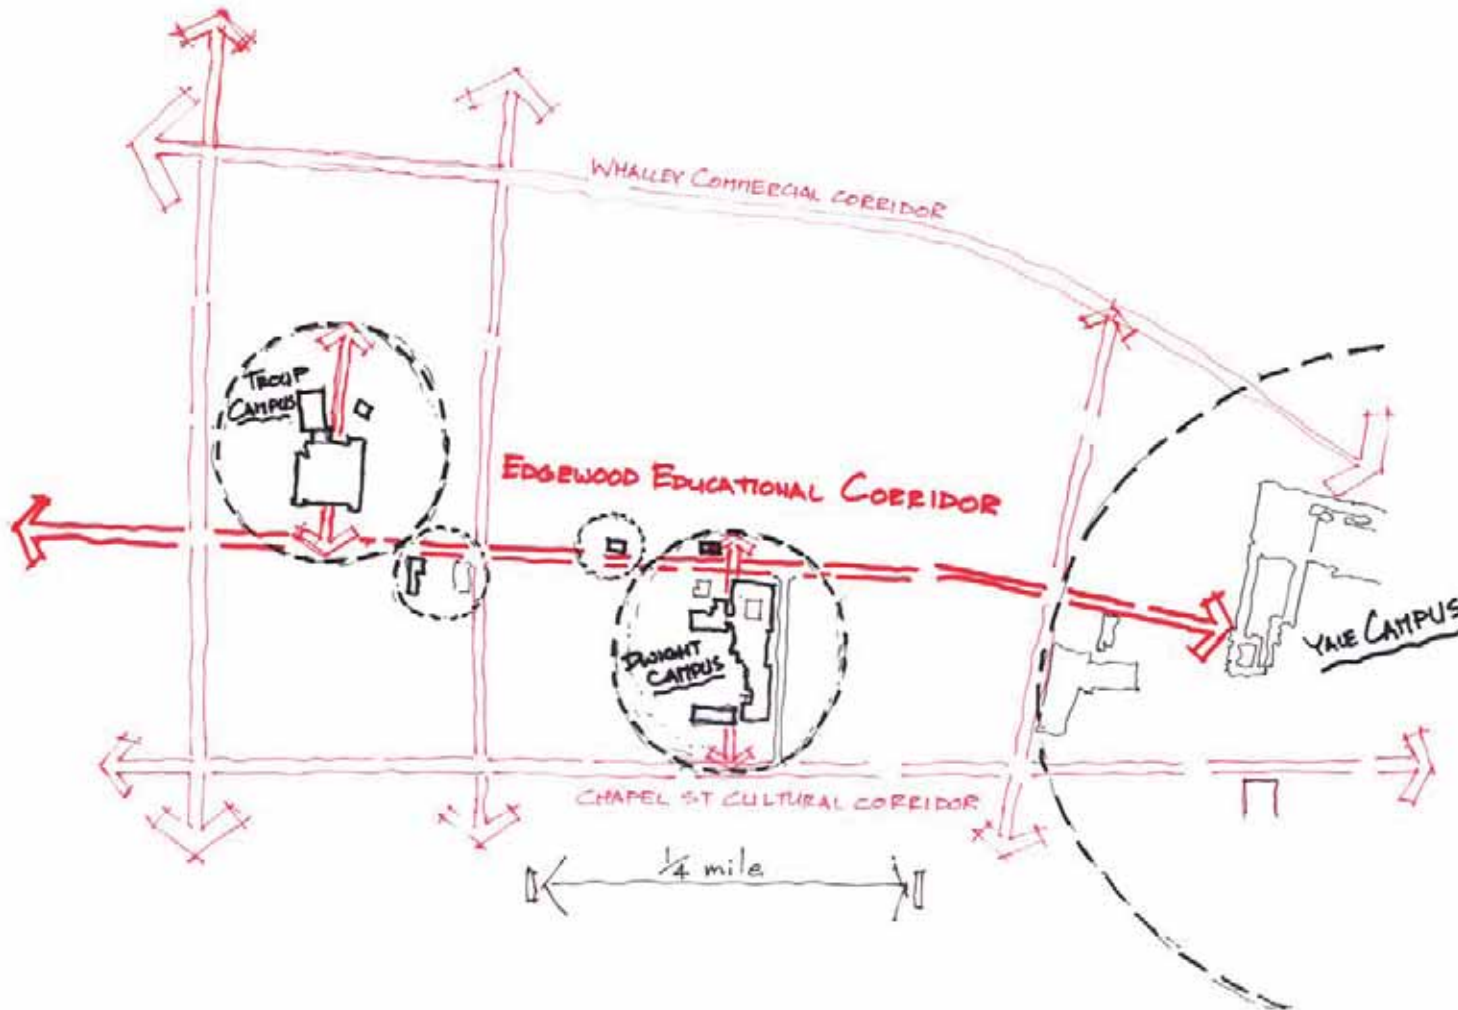 WHALLEY COMMERCIAL CORRIDOR
TROUP
CAMPUS
EDGEWOOD EDUCATIONAL CORRIDOR
YALE CAMPUS
DWIGHT
CAMPUS
CHAPEL ST CULTURAL CORRIDOR
1/4 mile